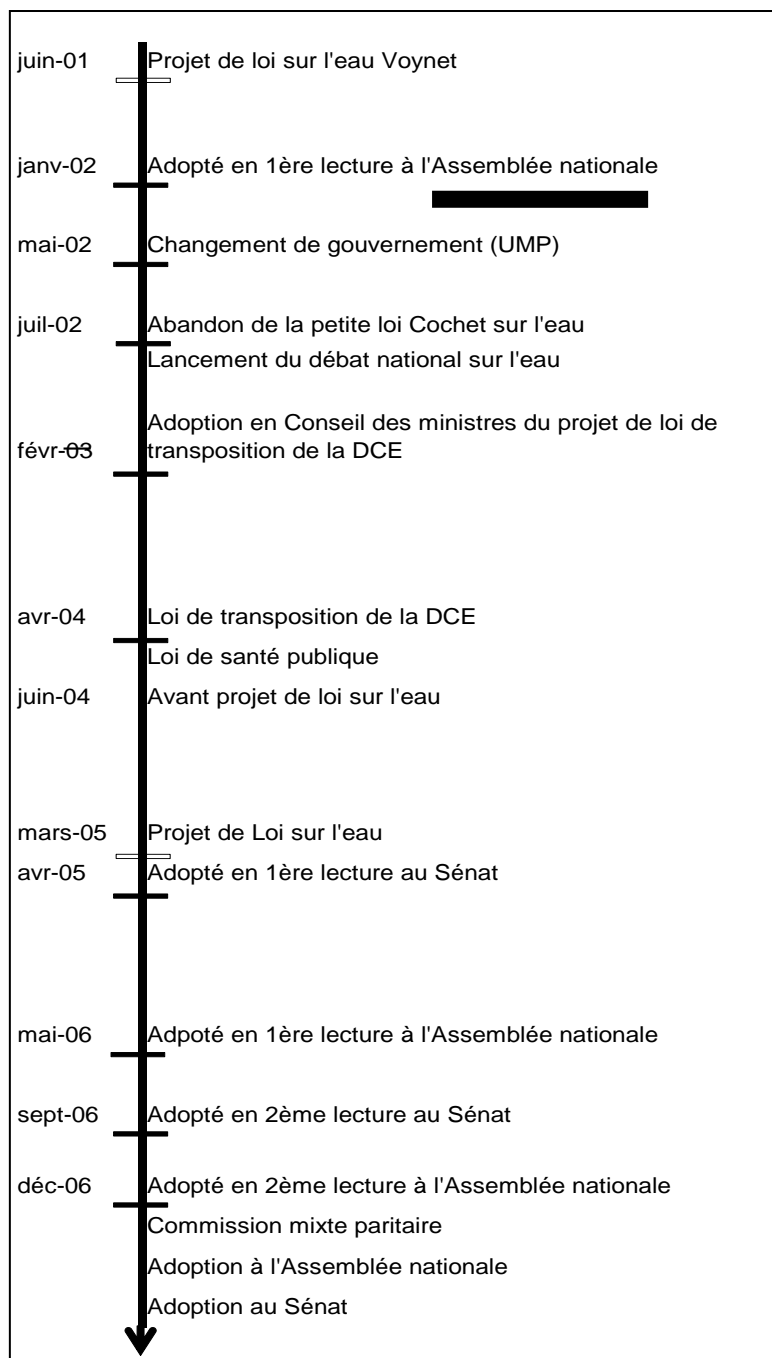 juin-01 Projet de loi sur l'eau Voynet
janv-02 Adopté en 1ère lecture à l'Assemblée nationale
mai-02 Changement de gouvernement (UMP)
juil-02 Abandon de la petite loi Cochet sur l'eau
Lancement du débat national sur l'eau
Adoption en Conseil des ministres du projet de loi de
févr-03 transposition de la DCE
avr-04 Loi de transposition de la DCE
Loi de santé publique
juin-04 Avant projet de loi sur l'eau
mars-05 Projet de Loi sur l'eau
avr-05 Adopté en 1ère lecture au Sénat
mai-06 Adpoté en 1ère lecture à l'Assemblée nationale
sept-06 Adopté en 2ème lecture au Sénat
déc-06 Adopté en 2ème lecture à l'Assemblée nationale
Commission mixte paritaire
Adoption à l'Assemblée nationale
Adoption au Sénat